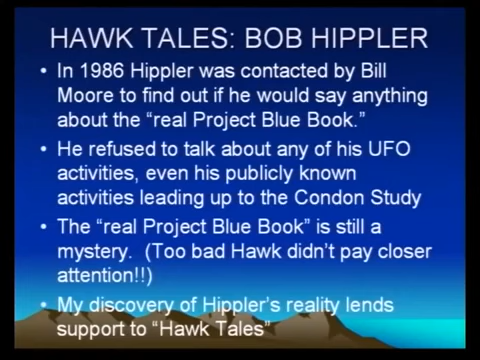 HAWK TALES: BOB HIPPLER
• In 1986 Hippler was contacted by Bill
Moore to find out if he would say anything
about the “real Project Blue Book.”
• He refused to talk about any of his UFO
activities, even his publicly known
activities leading up to the Condon Study
• The “real Project Blue Book” is still a
mystery. (Too bad Hawk didn’t pay closer
attention!!)
• My discovery of Hippler’s reality lends
support to “Hawk Tales”